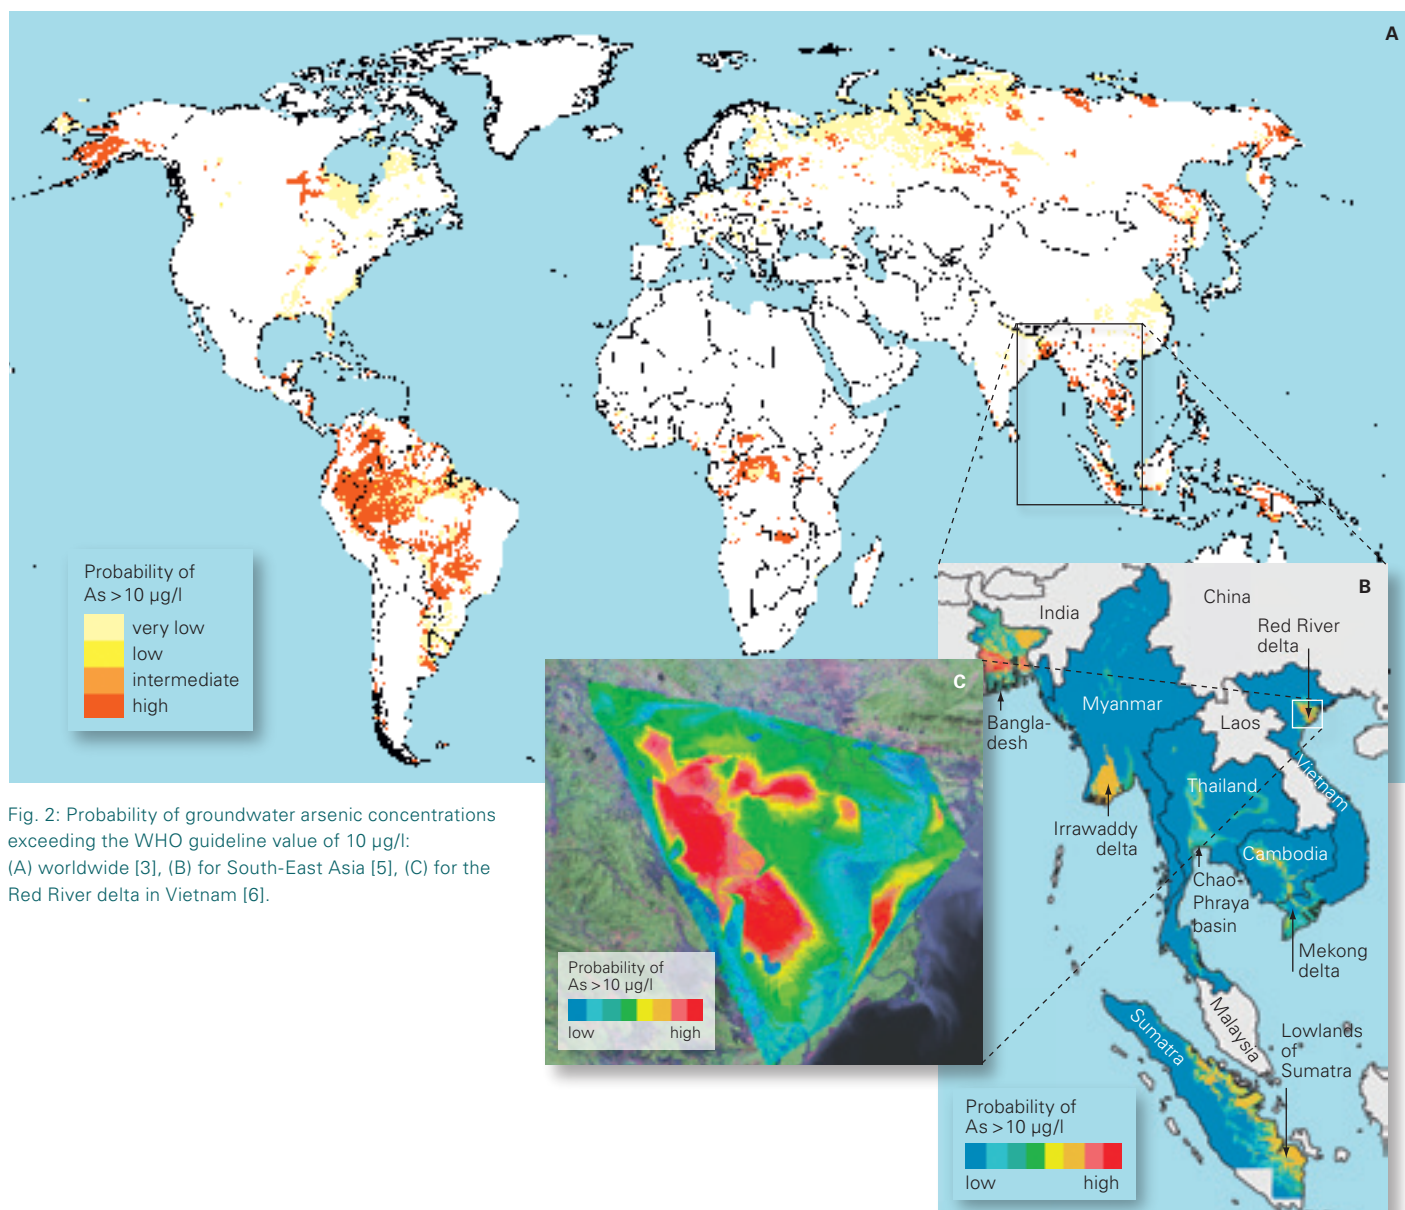 A
Probability of
As > 10 µg/l
very low
low
intermediate
high
B
India
China
Red River
delta
Myanmar
Laos
Bangla-
desh
Vietnam
Thailand
Irrawaddy
delta
Cambodia
Chao-
Phraya
basin
Mekong
delta
Malaysia
Sumatra
Lowlands
of
Sumatra
Probability of
As > 10 µg/l
low high
C
Probability of
As > 10 µg/l
low high
Fig. 2: Probability of groundwater arsenic concentrations
exceeding the WHO guideline value of 10 µg/l:
(A) worldwide [3], (B) for South-East Asia [5], (C) for the
Red River delta in Vietnam [6].